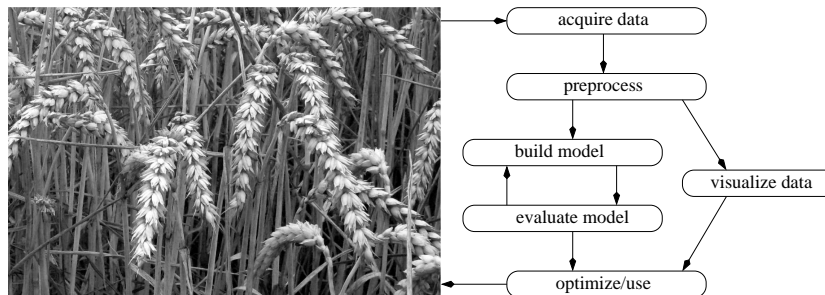 acquire data
preprocess
build model
visualize data
evaluate model
optimize/use